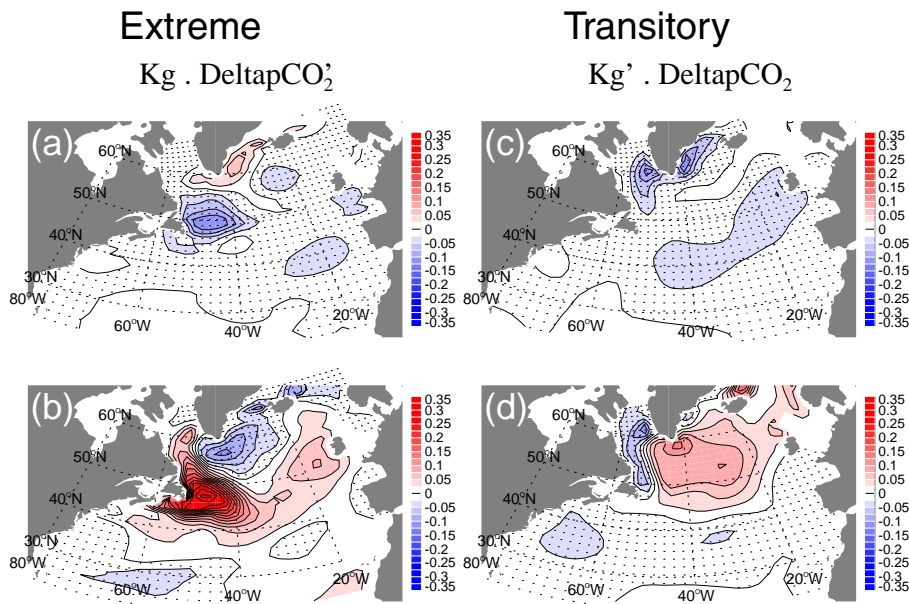 Extreme
Transitory
Kg . DeltapCO₂’
Kg’ . DeltapCO₂
(a)
60°N
50°N
40°N
30°N
80°W
60°W
40°W
20°W
0.35
0.3
0.25
0.2
0.15
0.1
0.05
0
-0.05
-0.1
-0.15
-0.2
-0.25
-0.3
-0.35
(c)
60°N
50°N
40°N
30°N
80°W
60°W
40°W
20°W
0.35
0.3
0.25
0.2
0.15
0.1
0.05
0
-0.05
-0.1
-0.15
-0.2
-0.25
-0.3
-0.35
(b)
60°N
50°N
40°N
30°N
80°W
60°W
40°W
20°W
0.35
0.3
0.25
0.2
0.15
0.1
0.05
0
-0.05
-0.1
-0.15
-0.2
-0.25
-0.3
-0.35
(d)
60°N
50°N
40°N
30°N
80°W
60°W
40°W
20°W
0.35
0.3
0.25
0.2
0.15
0.1
0.05
0
-0.05
-0.1
-0.15
-0.2
-0.25
-0.3
-0.35